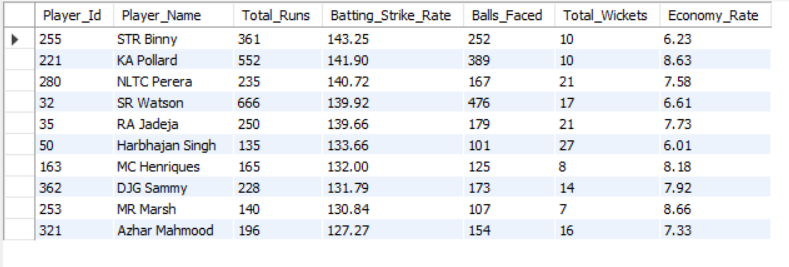 Player_Id Player_Name Total_Runs Batting_Strike_Rate Balls_Faced Total_Wickets Economy_Rate
255 STR Binny 361 143.25 252 10 6.23
221 KA Pollard 552 141.90 389 10 8.63
280 NLTC Perera 235 140.72 167 21 7.58
32 SR Watson 666 139.92 476 17 6.61
35 RA Jadeja 250 139.66 179 21 7.73
50 Harbhajan Singh 135 133.66 101 27 6.01
163 MC Henriques 165 132.00 125 8 8.18
362 DJG Sammy 228 131.79 173 14 7.92
253 MR Marsh 140 130.84 107 7 8.66
321 Azhar Mahmood 196 127.27 154 16 7.33